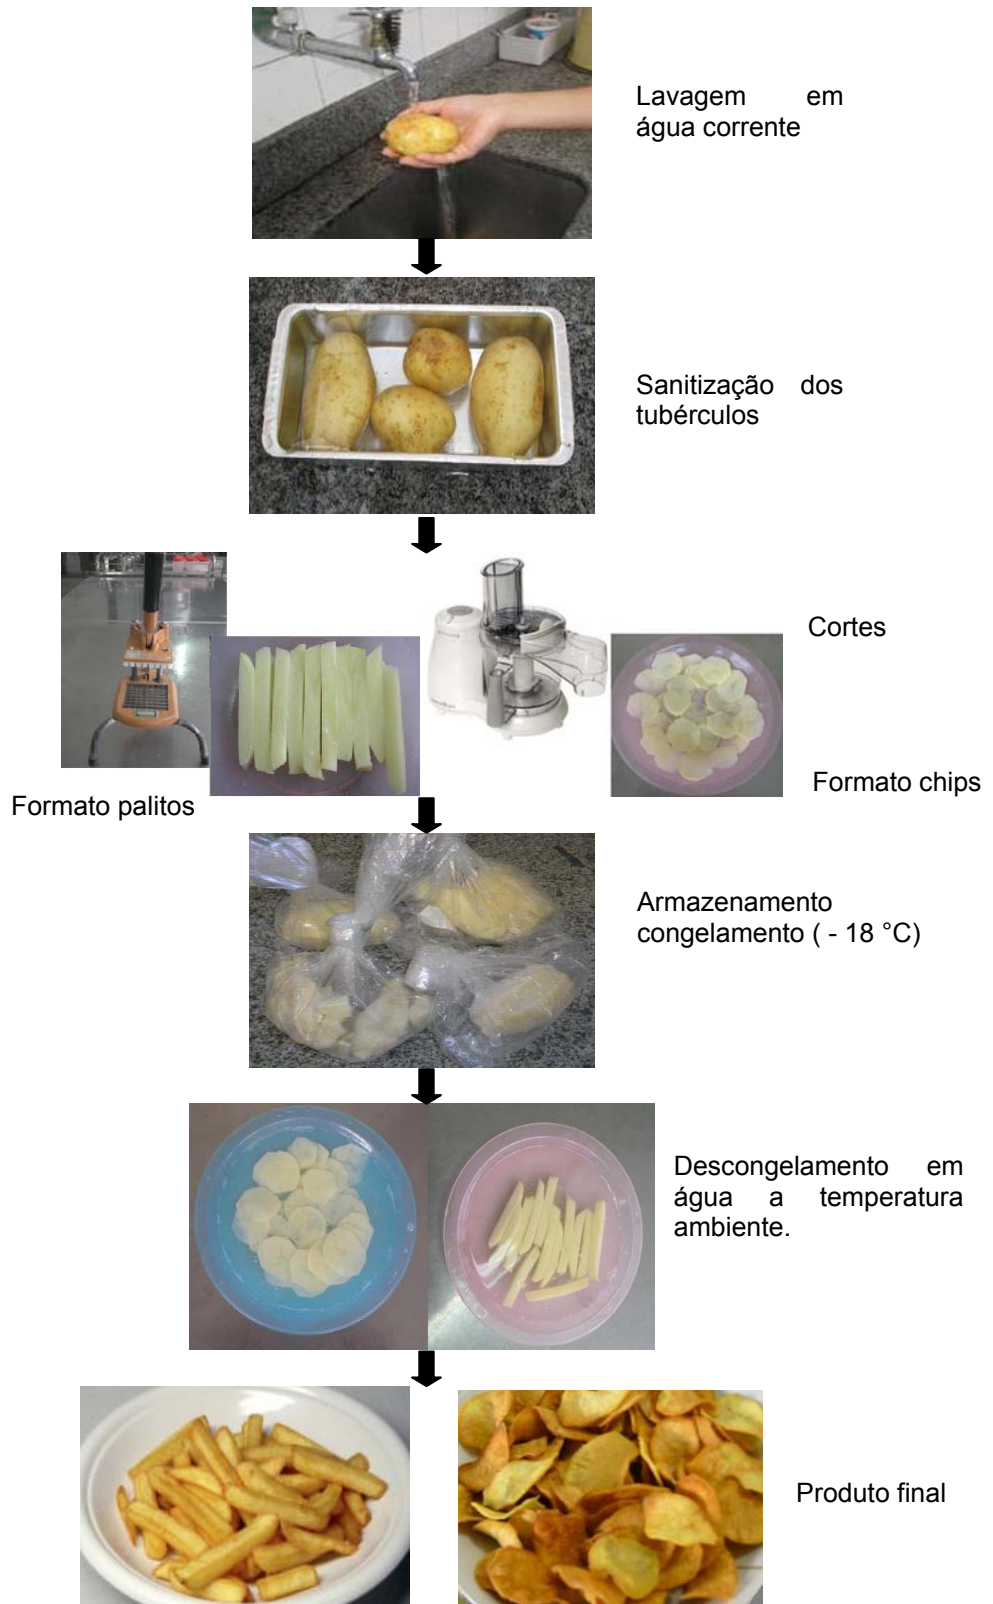 Lavagem em
água corrente
Sanitização dos
tubérculos
Cortes
Formato chips
Formato palitos
Armazenamento
congelamento ( - 18 °C)
Descongelamento em
água a temperatura
ambiente.
Produto final